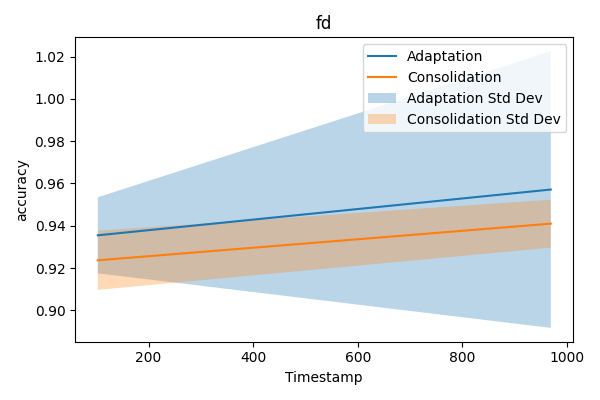 fd
1.02
1.00
0.98
0.96
0.94
0.92
0.90
accuracy
Adaptation
Consolidation
Adaptation Std Dev
Consolidation Std Dev
200
400
600
800
1000
Timestamp